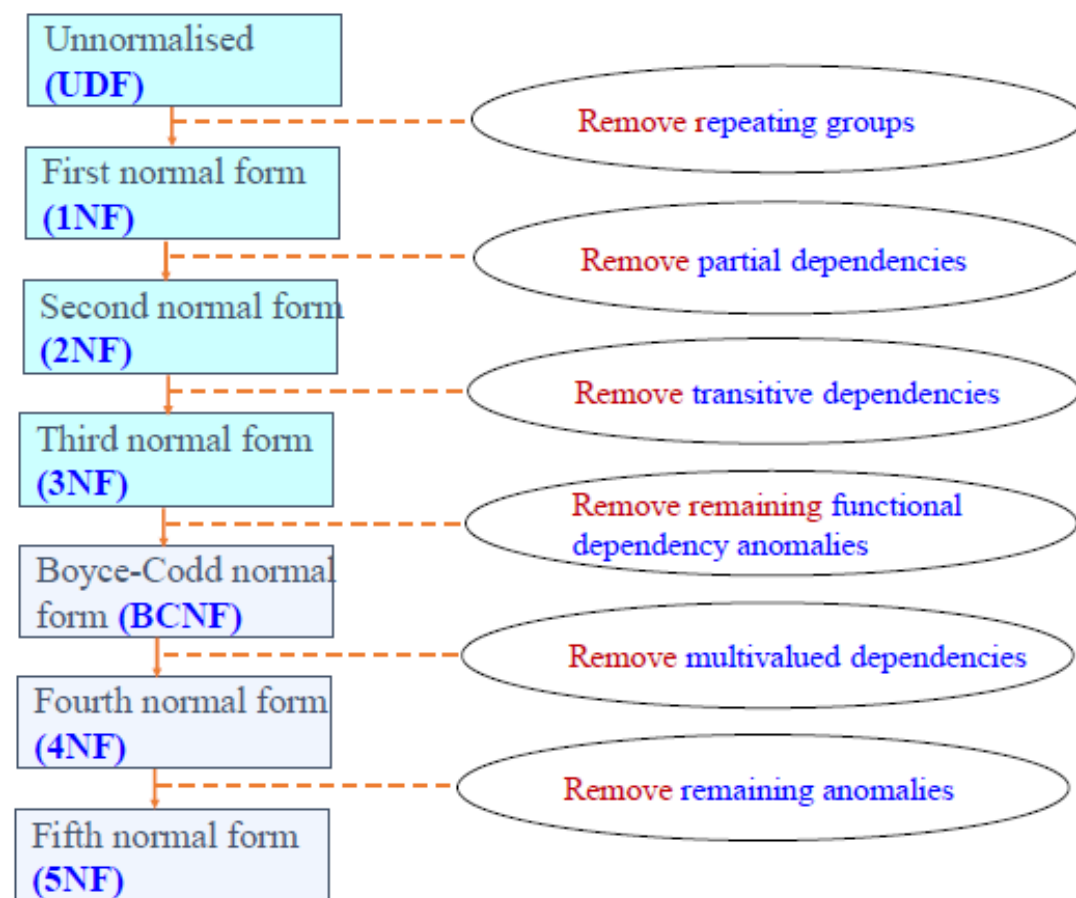 Unnormalised
(UDF)
Remove repeating groups
First normal form
(1NF)
Remove partial dependencies
Second normal form
(2NF)
Remove transitive dependencies
Third normal form
(3NF)
Remove remaining functional
dependency anomalies
Boyce-Codd normal
form (BCNF)
Remove multivalued dependencies
Fourth normal form
(4NF)
Remove remaining anomalies
Fifth normal form
(5NF)